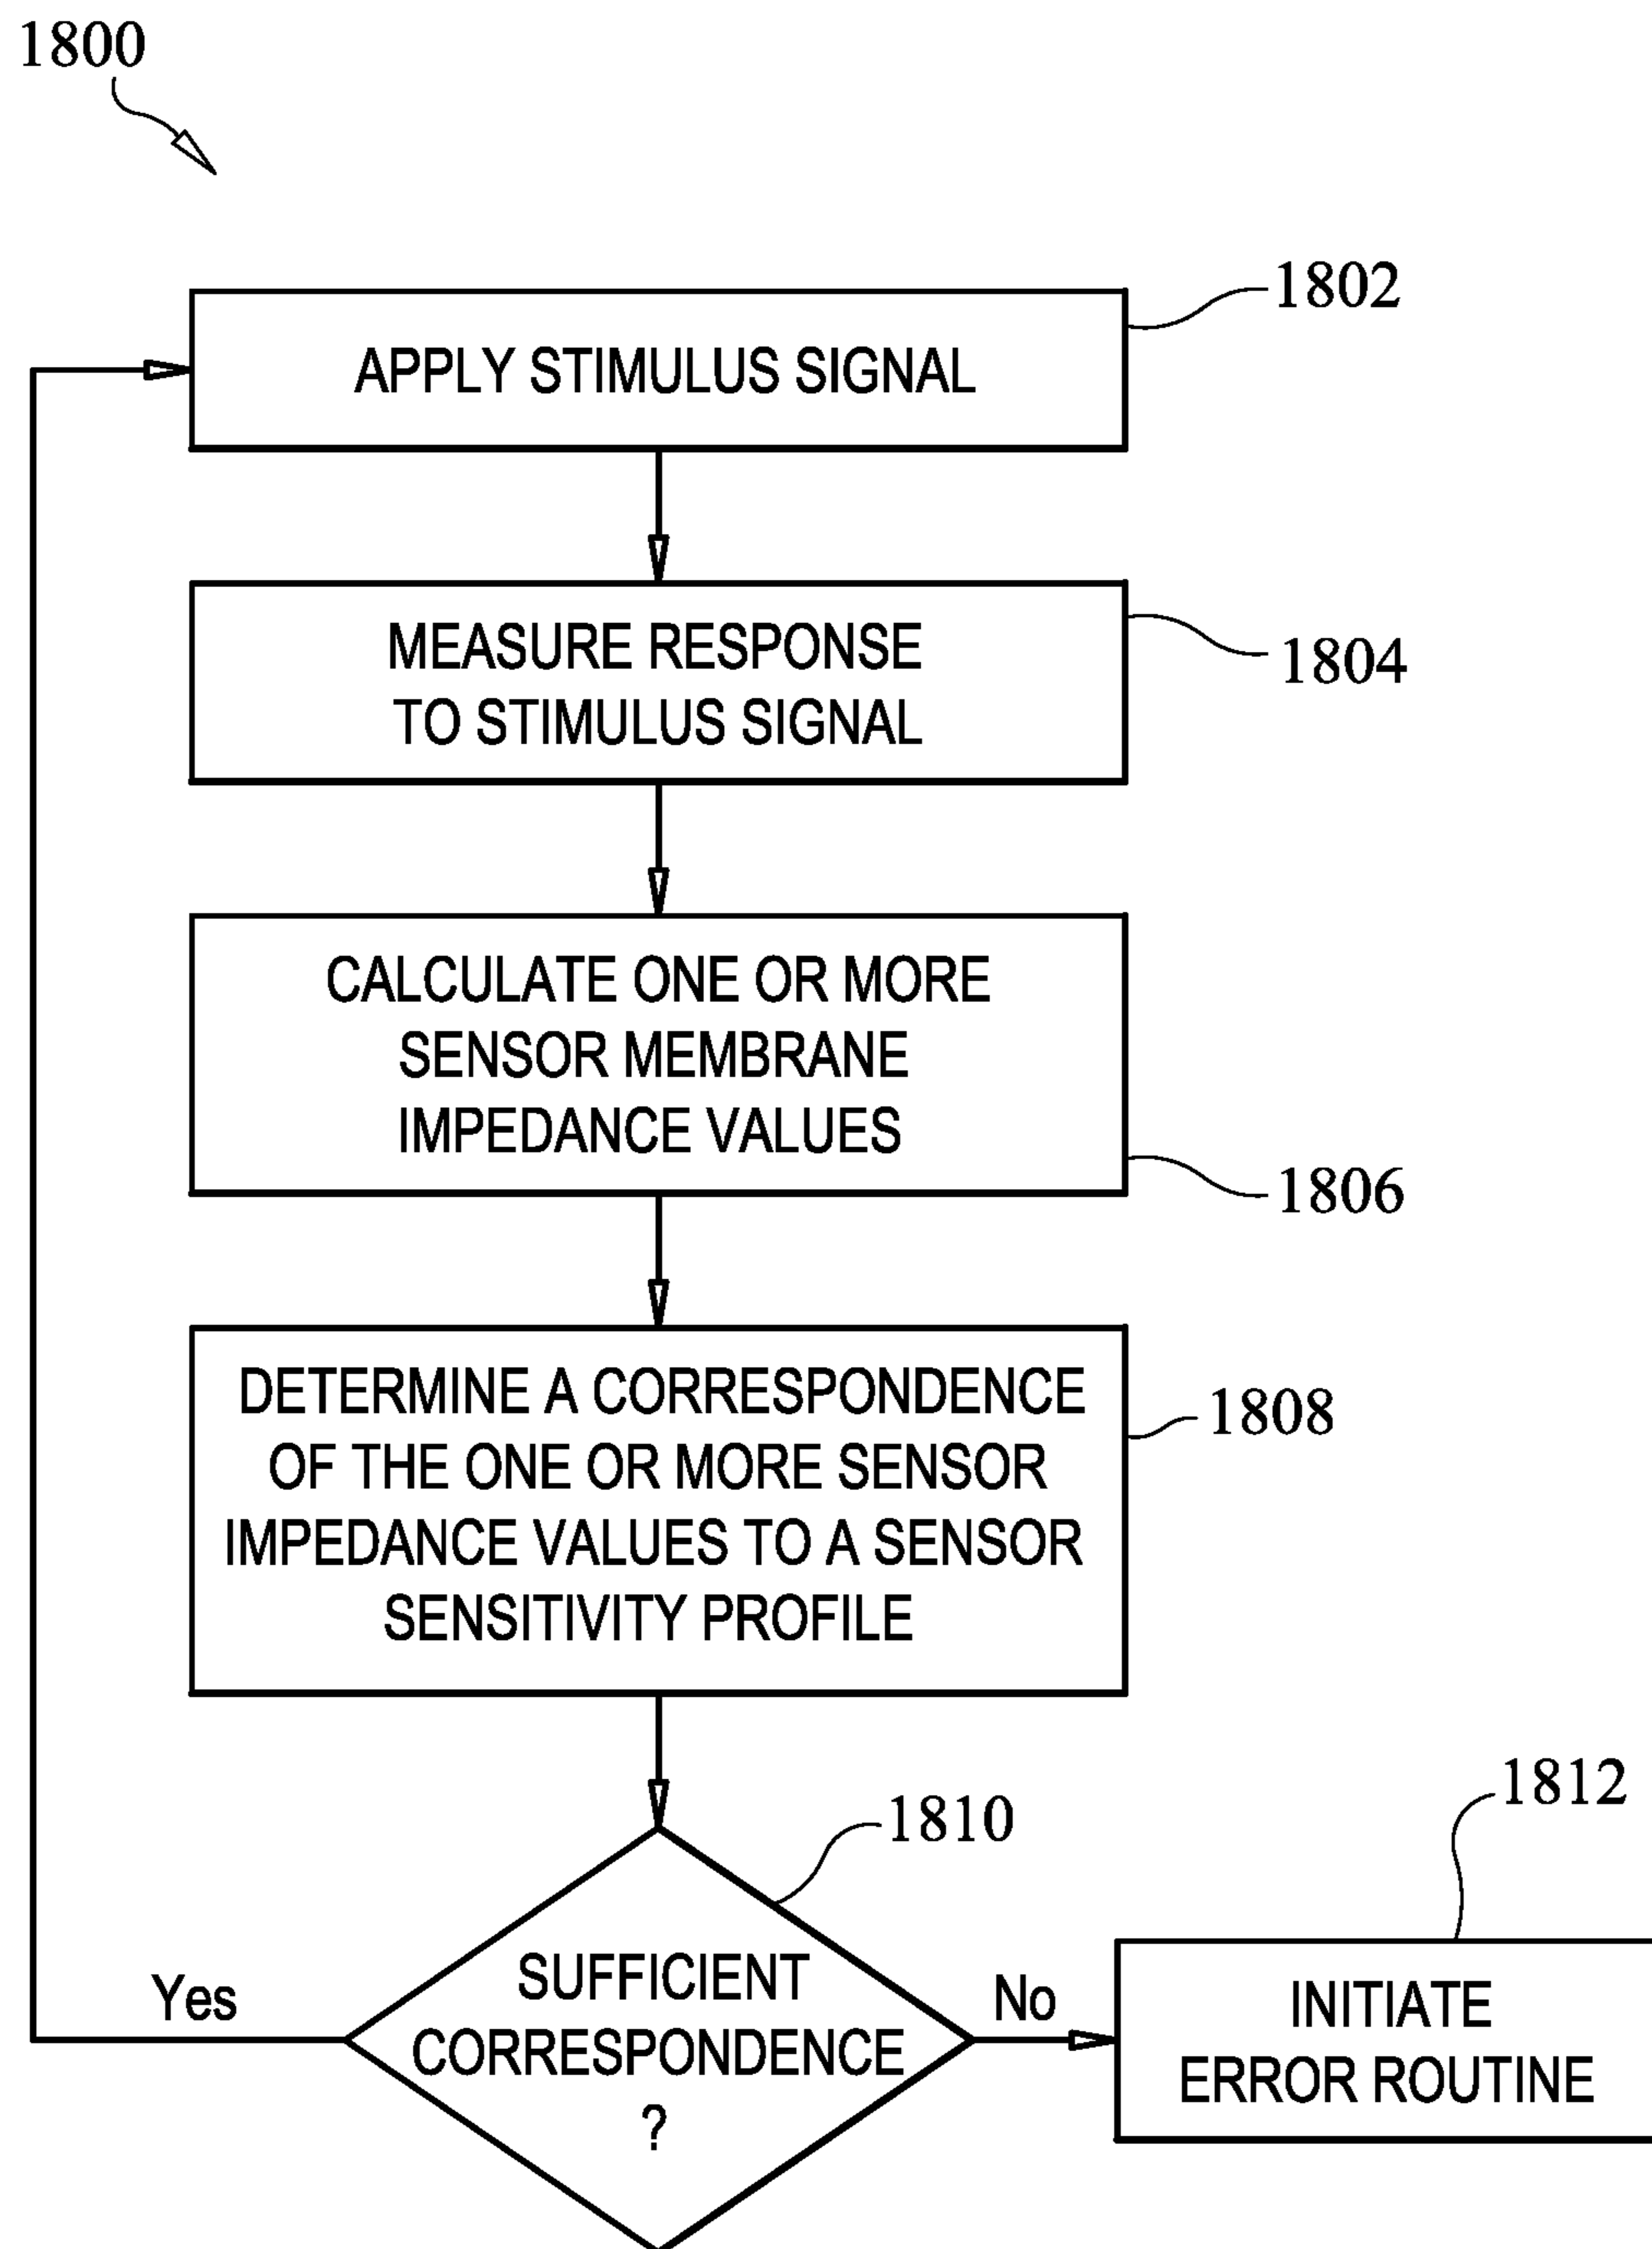 1800
1802
APPLY STIMULUS SIGNAL
MEASURE RESPONSE
TO STIMULUS SIGNAL
1804
CALCULATE ONE OR MORE
SENSOR MEMBRANE
IMPEDANCE VALUES
1806
DETERMINE A CORRESPONDENCE
OF THE ONE OR MORE SENSOR
IMPEDANCE VALUES TO A SENSOR
SENSITIVITY PROFILE
1808
1810
1812
SUFFICIENT
CORRESPONDENCE
?
Yes
No
INITIATE
ERROR ROUTINE